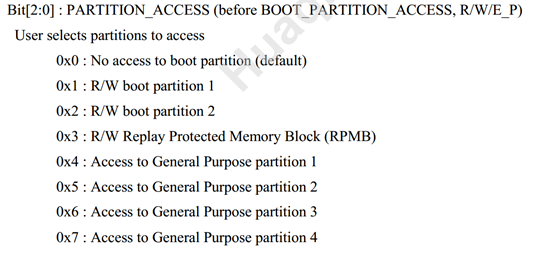 Bit[2:0] : PARTITION_ACCESS (before BOOT_PARTITION_ACCESS, R/W/E_P)
User selects partitions to access
0x0 : No access to boot partition (default)
0x1 : R/W boot partition 1
0x2 : R/W boot partition 2
0x3 : R/W Replay Protected Memory Block (RPMB)
0x4 : Access to General Purpose partition 1
0x5 : Access to General Purpose partition 2
0x6 : Access to General Purpose partition 3
0x7 : Access to General Purpose partition 4